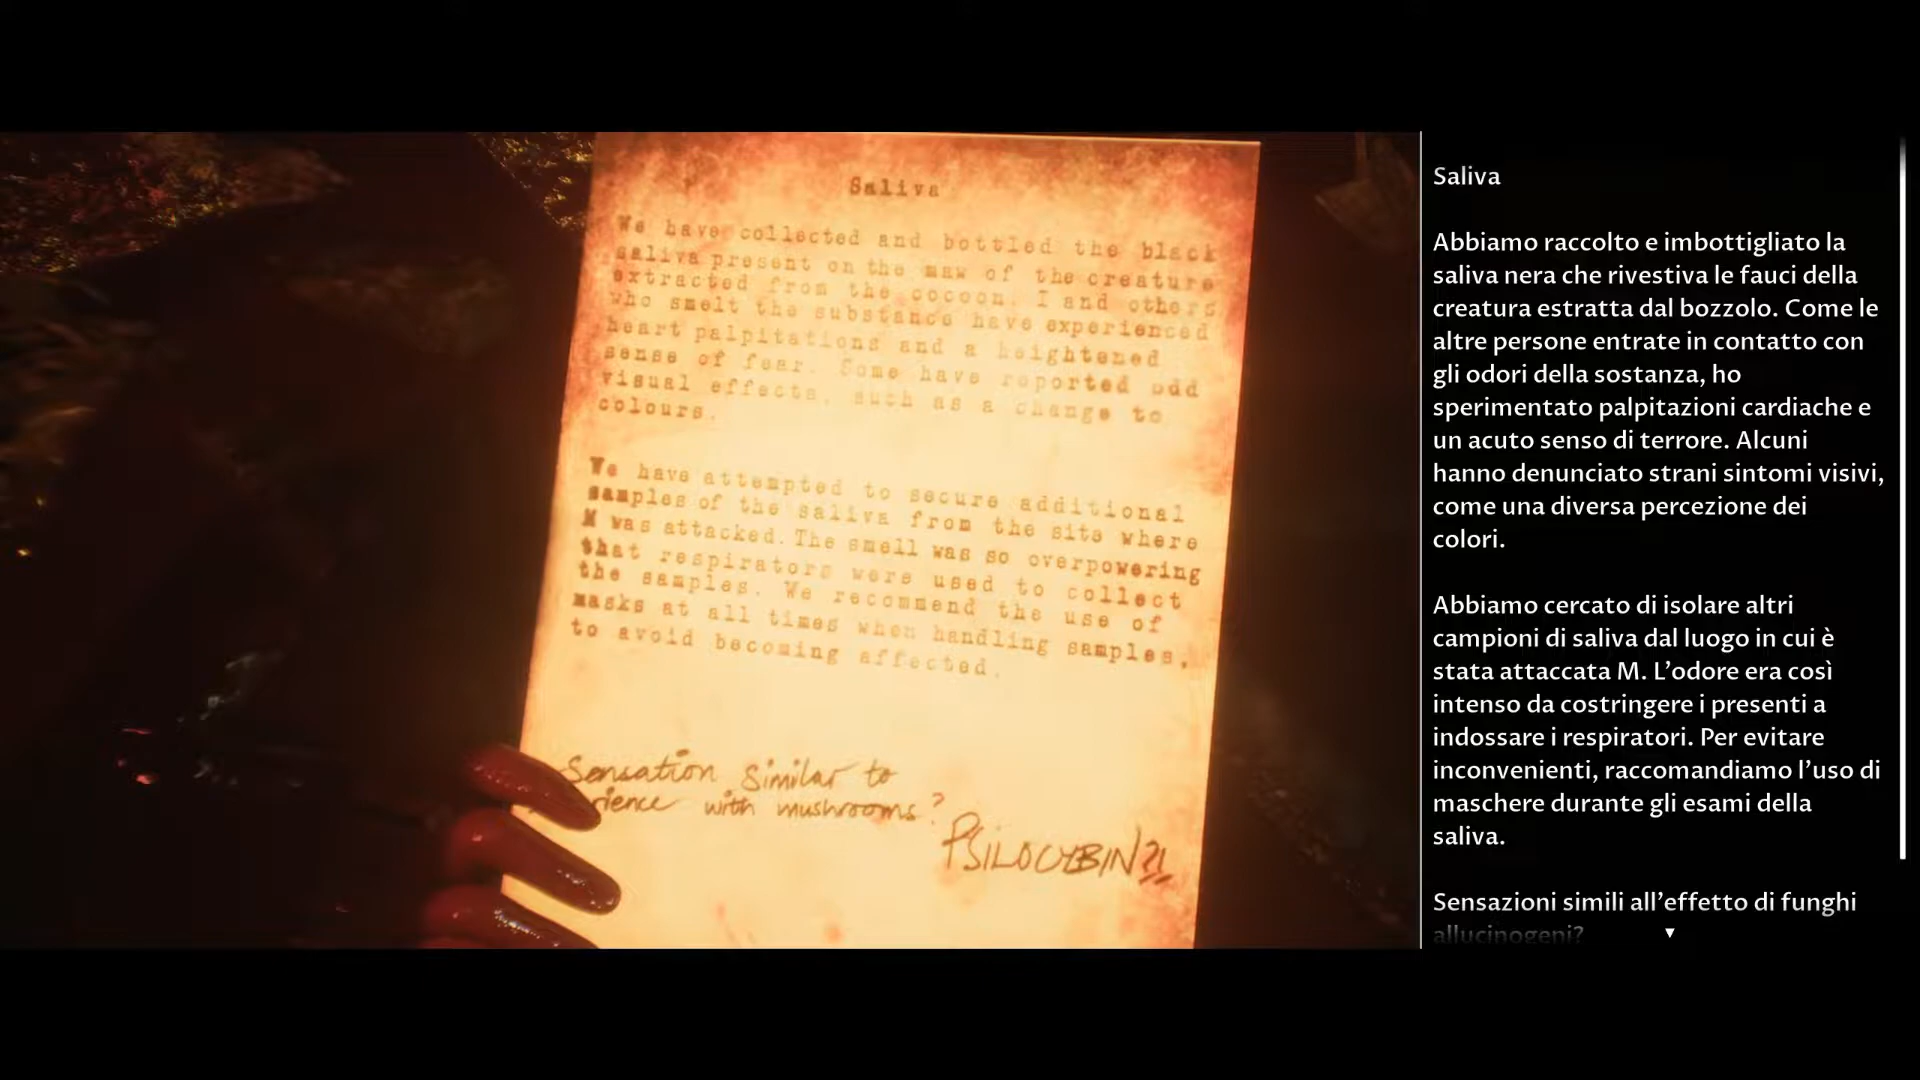 Saliva
We have collected and bottled the black
saliva present on the maw of the creature
extracted from the cocoon. I and others
who smelt the substance have experienced
heart palpitations and a heightened
sense of fear. Some have reported odd
visual effects, such as a change to
colours.
We have attempted to secure additional
samples of the saliva from the site where
M was attacked. The smell was so overpowering
that respirators were used to collect
the samples. We recommend the use of
masks at all times when handling samples,
to avoid becoming affected.
Sensation similar to
rience with mushrooms?
PSILOCYBIN?!
Saliva
Abbiamo raccolto e imbottigliato la
saliva nera che rivestiva le fauci della
creatura estratta dal bozzolo. Come le
altre persone entrate in contatto con
gli odori della sostanza, ho
sperimentato palpitazioni cardiache e
un acuto senso di terrore. Alcuni
hanno denunciato strani sintomi visivi,
come una diversa percezione dei
colori.
Abbiamo cercato di isolare altri
campioni di saliva dal luogo in cui è
stata attaccata M. L'odore era così
intenso da costringere i presenti a
indossare i respiratori. Per evitare
inconvenienti, raccomandiamo l'uso di
maschere durante gli esami della
saliva.
Sensazioni simili all'effetto di funghi
allucinogeni?